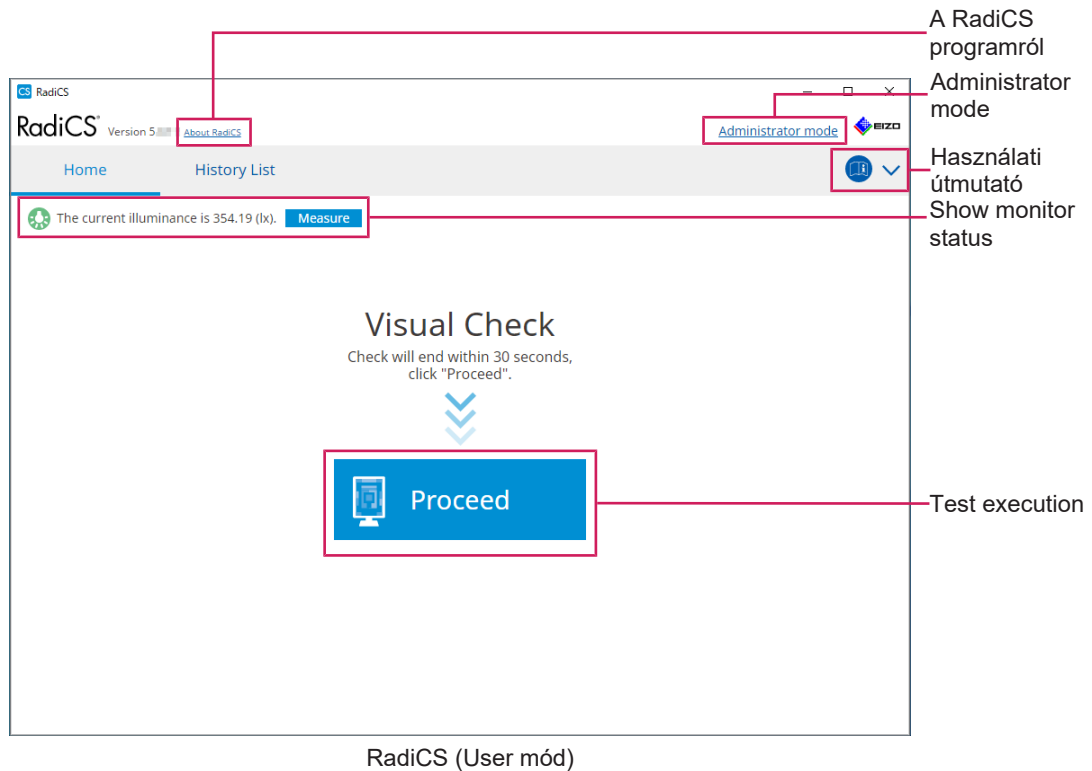 A RadiCS
programról
RadiCS
Administrator
mode
RadiCS Version 5. About RadiCS
Administrator mode
EIZO
Home
History List
Használati
útmutató
The current illuminance is 354.19 (lx).
Measure
Show monitor
status
Visual Check
Check will end within 30 seconds,
click "Proceed".
Proceed
Test execution
RadiCS (User mód)